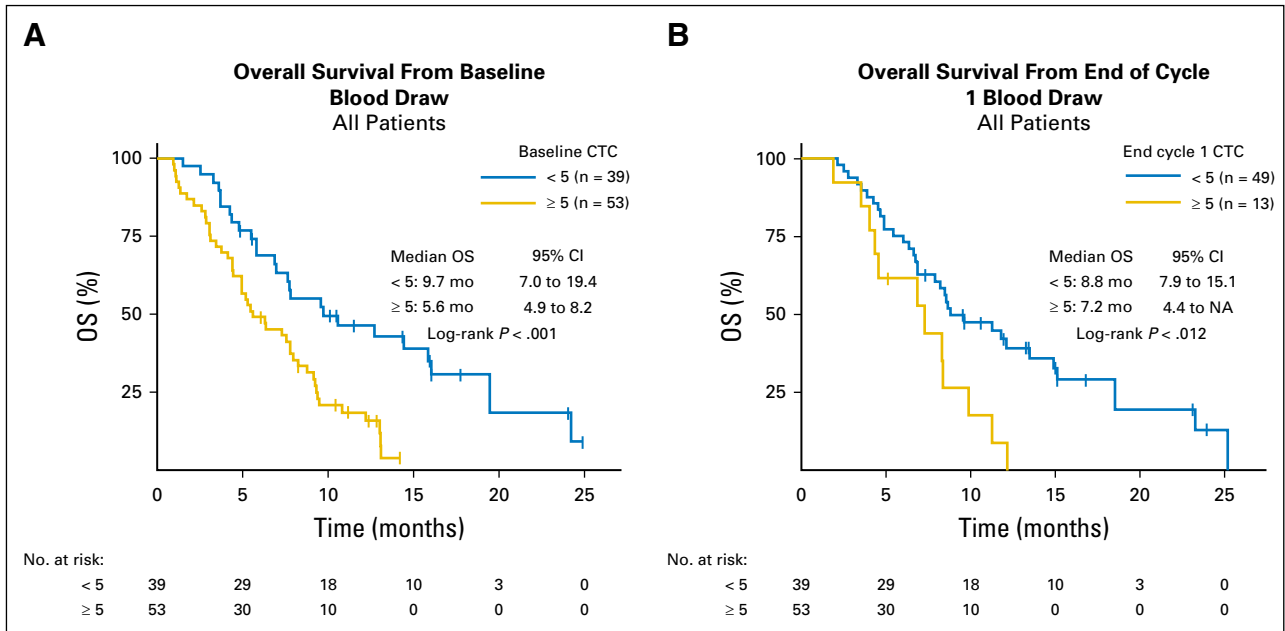 A
Overall Survival From Baseline
Blood Draw
All Patients
Baseline CTC
< 5 (n = 39)
≥ 5 (n = 53)
Median OS 95% CI
< 5: 9.7 mo 7.0 to 19.4
≥ 5: 5.6 mo 4.9 to 8.2
Log-rank P < .001
OS (%)
100
75
50
25
0 5 10 15 20 25
Time (months)
No. at risk:
< 5 39 29 18 10 3 0
≥ 5 53 30 10 0 0 0
B
Overall Survival From End of Cycle
1 Blood Draw
All Patients
End cycle 1 CTC
< 5 (n = 49)
≥ 5 (n = 13)
Median OS 95% CI
< 5: 8.8 mo 7.9 to 15.1
≥ 5: 7.2 mo 4.4 to NA
Log-rank P < .012
OS (%)
100
75
50
25
0 5 10 15 20 25
Time (months)
No. at risk:
< 5 39 29 18 10 3 0
≥ 5 53 30 10 0 0 0